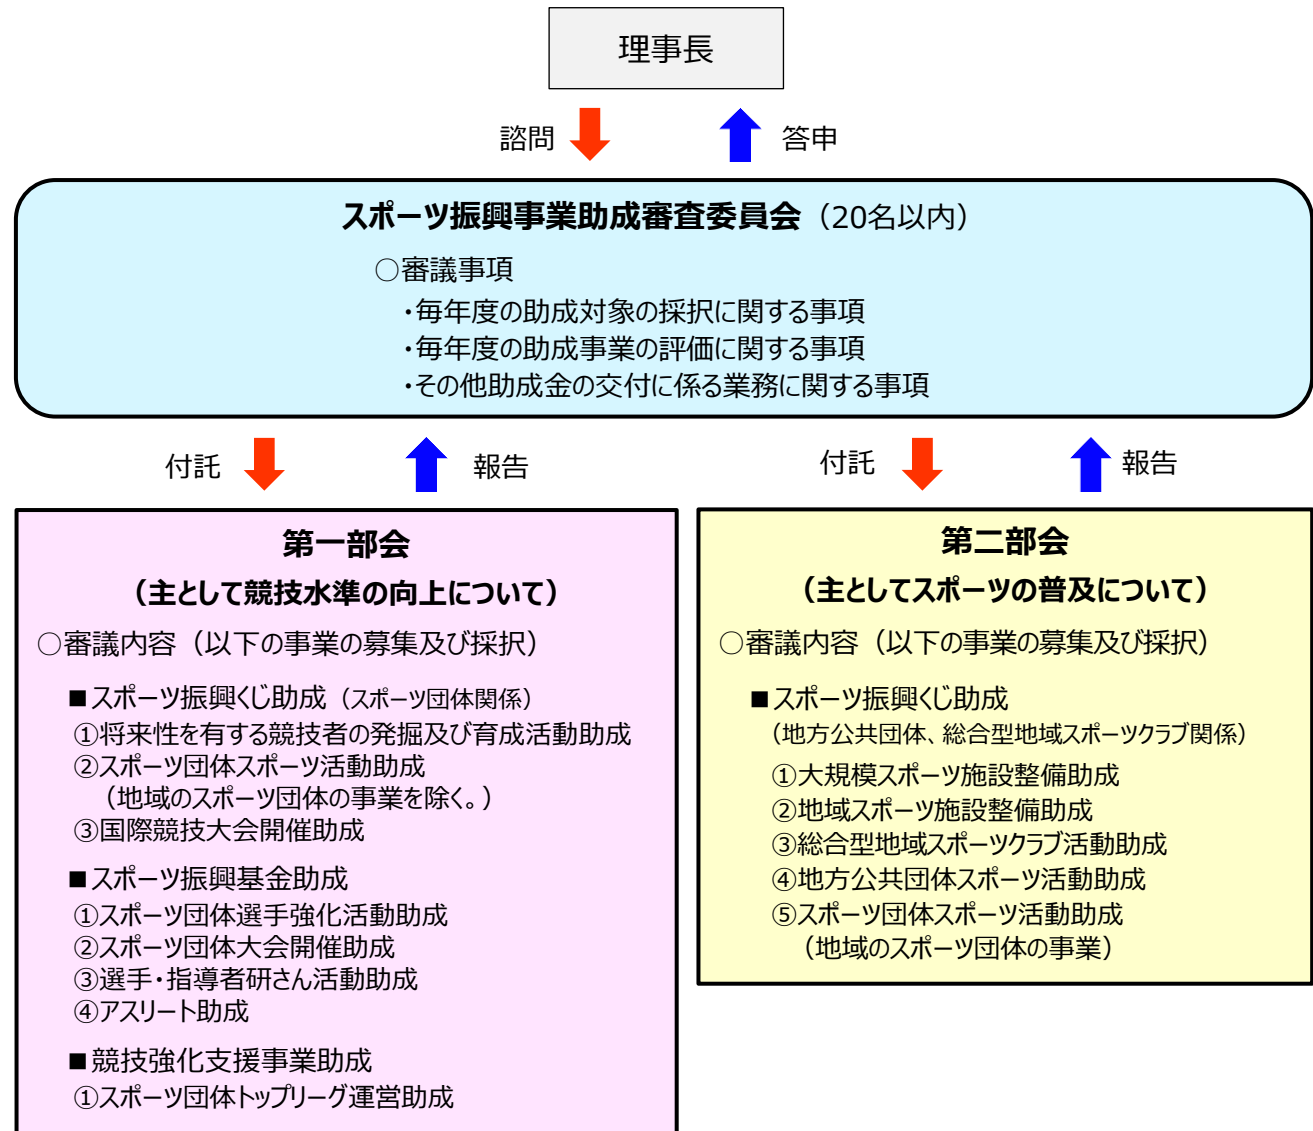 理事長
諮問
答申
スポーツ振興事業助成審査委員会（20名以内）
○審議事項
・毎年度の助成対象の採択に関する事項
・毎年度の助成事業の評価に関する事項
・その他助成金の交付に係る業務に関する事項
付託
報告
付託
報告
第一部会
（主として競技水準の向上について）
○審議内容（以下の事業の募集及び採択）
■スポーツ振興くじ助成（スポーツ団体関係）
①将来性を有する競技者の発掘及び育成活動助成
②スポーツ団体スポーツ活動助成
（地域のスポーツ団体の事業を除く。）
③国際競技大会開催助成
■スポーツ振興基金助成
①スポーツ団体選手強化活動助成
②スポーツ団体大会開催助成
③選手・指導者研さん活動助成
④アスリート助成
■競技強化支援事業助成
①スポーツ団体トップリーグ運営助成
第二部会
（主としてスポーツの普及について）
○審議内容（以下の事業の募集及び採択）
■スポーツ振興くじ助成
（地方公共団体、総合型地域スポーツクラブ関係）
①大規模スポーツ施設整備助成
②地域スポーツ施設整備助成
③総合型地域スポーツクラブ活動助成
④地方公共団体スポーツ活動助成
⑤スポーツ団体スポーツ活動助成
（地域のスポーツ団体の事業）